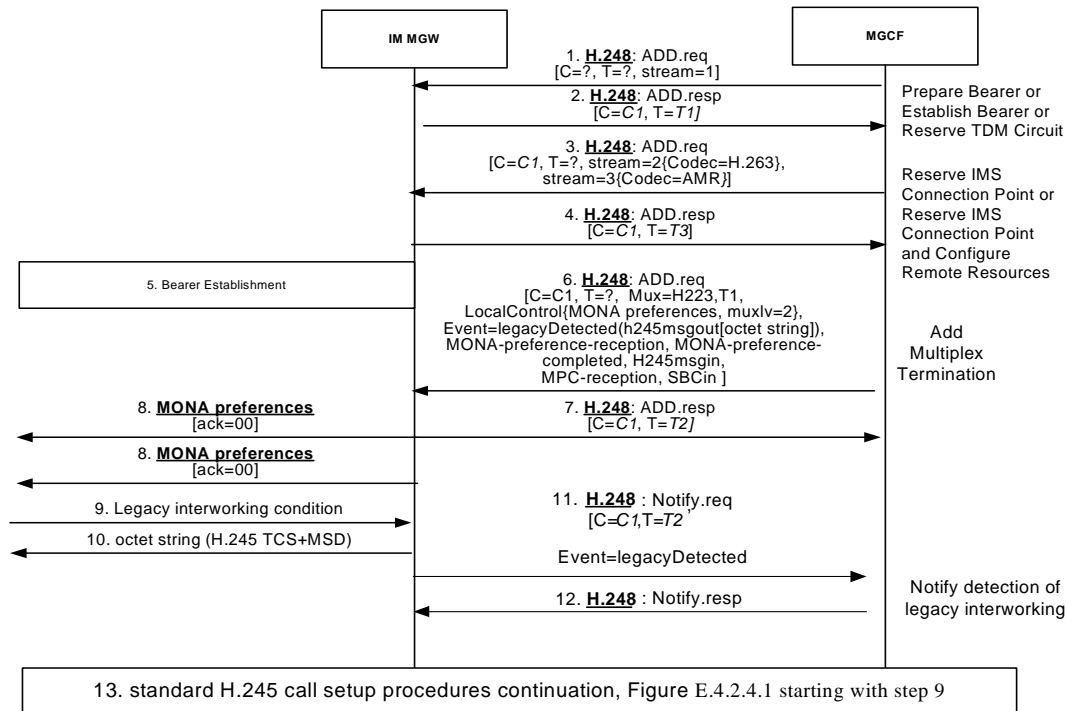 IM MGW
MGCF
1. H.248: ADD.req
[C=?, T=?, stream=1]
2. H.248: ADD.resp
[C=C1, T=T1]
Prepare Bearer or
Establish Bearer or
Reserve TDM Circuit
3. H.248: ADD.req
[C=C1, T=?, stream=2{Codec=H.263},
stream=3{Codec=AMR}]
4. H.248: ADD.resp
[C=C1, T=T3]
Reserve IMS
Connection Point or
Reserve IMS
Connection Point
and Configure
Remote Resources
5. Bearer Establishment
6. H.248: ADD.req
[C=C1, T=?, Mux=H223,T1,
LocalControl{MONA preferences, muxlv=2},
Event=legacyDetected(h245msgout[octet string]),
MONA-preference-reception, MONA-preference-
completed, H245msgin,
MPC-reception, SBCin ]
Add
Multiplex
Termination
8. MONA preferences
[ack=00]
7. H.248: ADD.resp
[C=C1, T=T2]
8. MONA preferences
[ack=00]
9. Legacy interworking condition
10. octet string (H.245 TCS+MSD)
11. H.248 : Notify.req
[C=C1,T=T2 ,
Event=legacyDetected
12. H.248 : Notify.resp
Notify detection of
legacy interworking
13. standard H.245 call setup procedures continuation, Figure E.4.2.4.1 starting with step 9